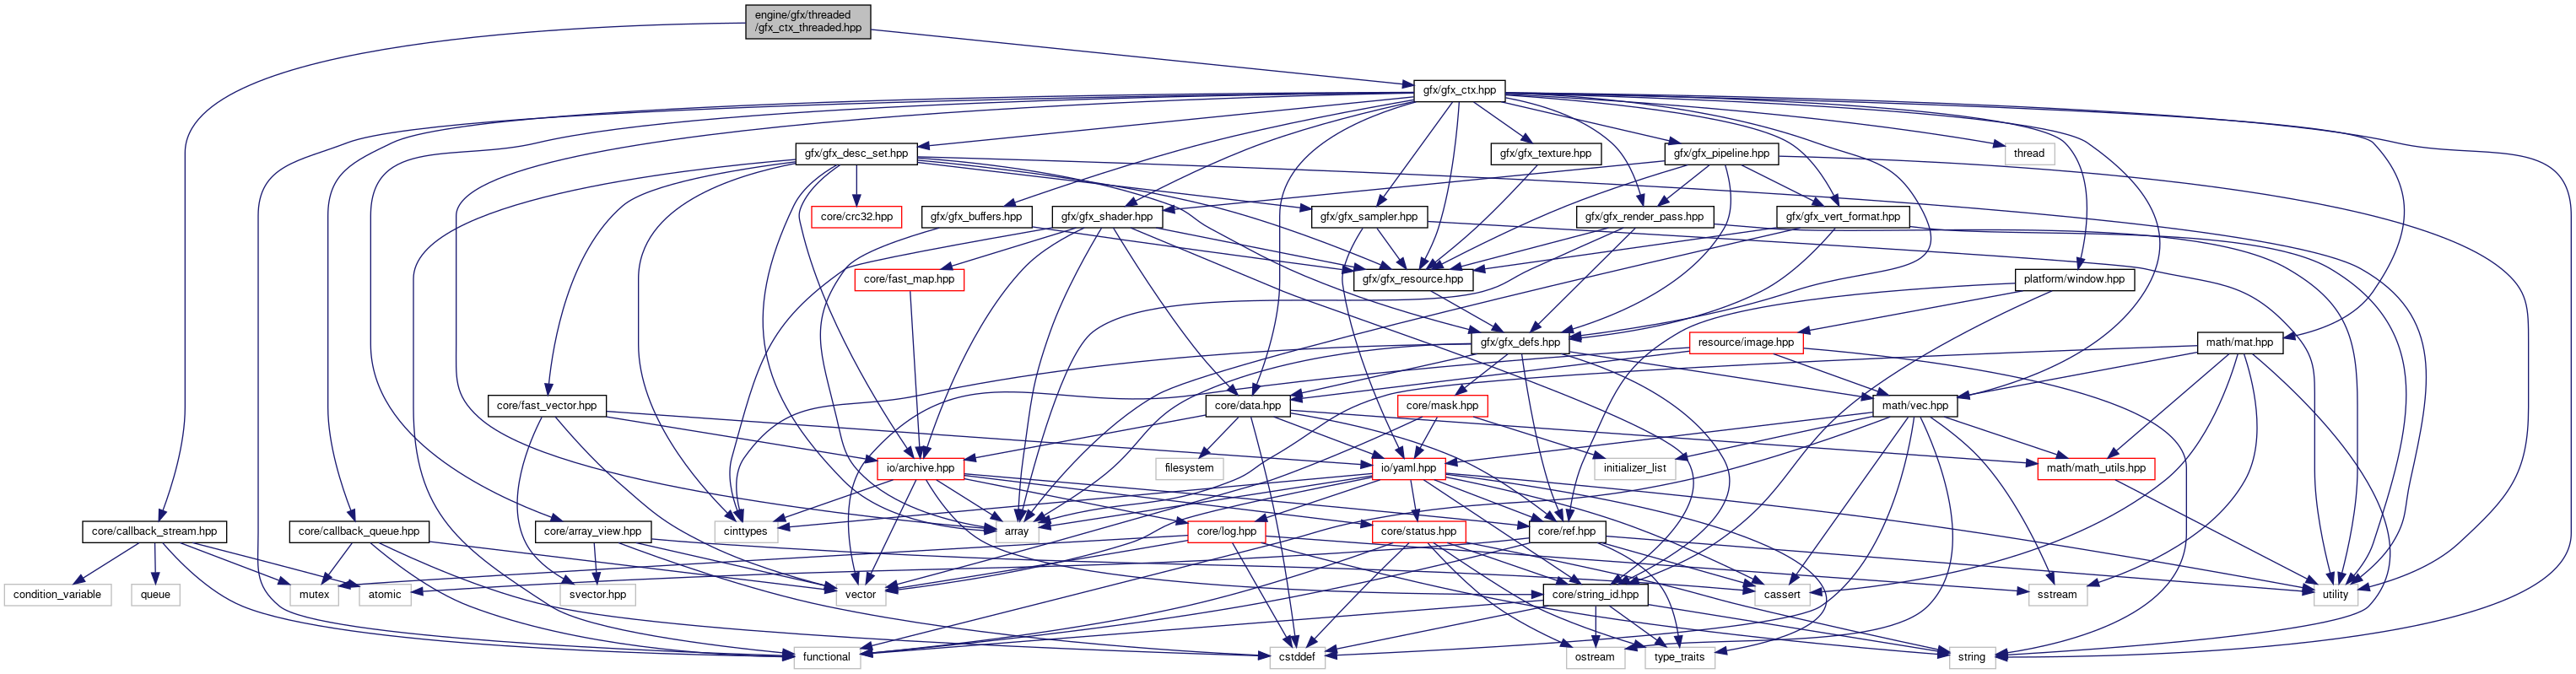 engine/gfx/threaded
/gfx_ctx_threaded.hpp
gfx/gfx_ctx.hpp
gfx/gfx_desc_set.hpp
gfx/gfx_texture.hpp
gfx/gfx_pipeline.hpp
thread
core/crc32.hpp
gfx/gfx_buffers.hpp
gfx/gfx_shader.hpp
gfx/gfx_sampler.hpp
gfx/gfx_render_pass.hpp
gfx/gfx_vert_format.hpp
core/fast_map.hpp
gfx/gfx_resource.hpp
platform/window.hpp
gfx/gfx_defs.hpp
resource/image.hpp
math/mat.hpp
core/fast_vector.hpp
core/data.hpp
core/mask.hpp
math/vec.hpp
io/archive.hpp
filesystem
io/yaml.hpp
initializer_list
math/math_utils.hpp
core/callback_stream.hpp
core/callback_queue.hpp
core/array_view.hpp
cinttypes
array
core/log.hpp
core/status.hpp
core/ref.hpp
condition_variable
queue
mutex
atomic
svector.hpp
vector
core/string_id.hpp
cassert
sstream
utility
functional
cstddef
ostream
type_traits
string